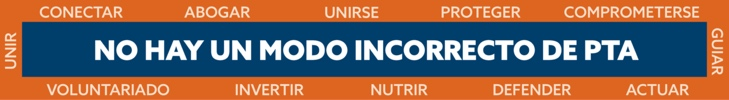 CONECTAR ABOGAR UNIRSE PROTEGER COMPROMETERSE
UNIR
NO HAY UN MODO INCORRECTO DE PTA
GUIAR
VOLUNTARIADO INVERTIR NUTRIR DEFENDER ACTUAR